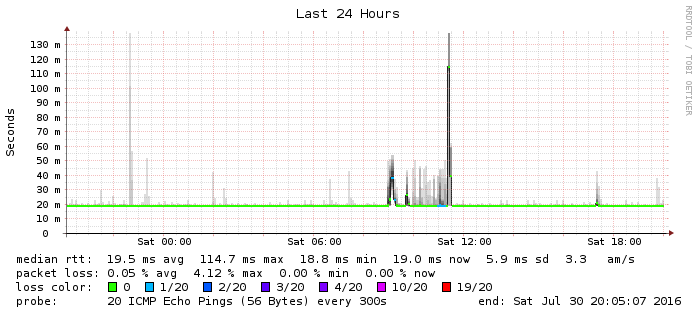 Last 24 Hours
RRDTOOL / TOBI OETIKER
Seconds
130 m
120 m
110 m
100 m
90 m
80 m
70 m
60 m
50 m
40 m
30 m
20 m
10 m
0
Sat 00:00 Sat 06:00 Sat 12:00 Sat 18:00
median rtt: 19.5 ms avg 114.7 ms max 18.8 ms min 19.0 ms now 5.9 ms sd 3.3 am/s
packet loss: 0.05 % avg 4.12 % max 0.00 % min 0.00 % now
loss color: 0 1/20 2/20 3/20 4/20 10/20 19/20
probe: 20 ICMP Echo Pings (56 Bytes) every 300s end: Sat Jul 30 20:05:07 2016